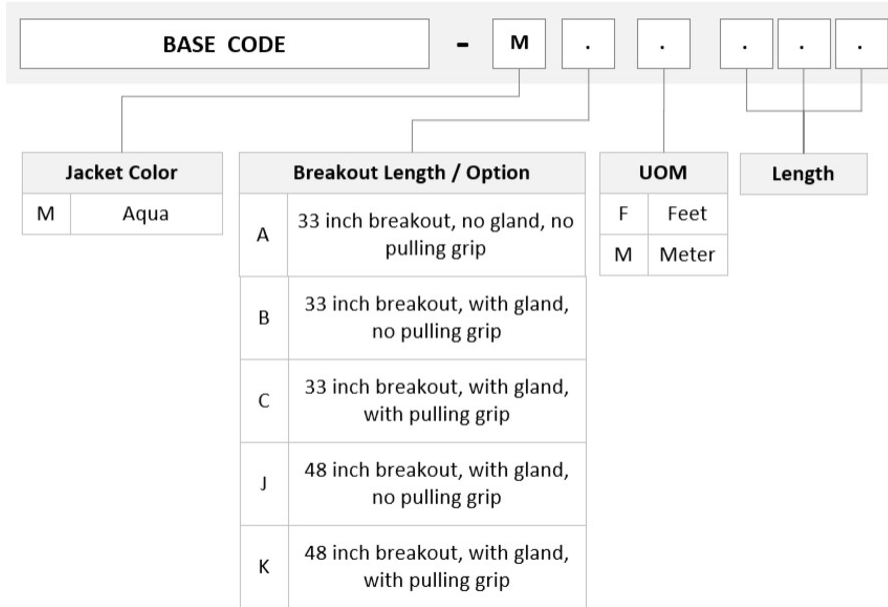 BASE CODE - M . . . . .
Jacket Color
M Aqua
Breakout Length / Option
A 33 inch breakout, no gland, no
pulling grip
B 33 inch breakout, with gland,
no pulling grip
C 33 inch breakout, with gland,
with pulling grip
J 48 inch breakout, with gland,
no pulling grip
K 48 inch breakout, with gland,
with pulling grip
UOM
F Feet
M Meter
Length